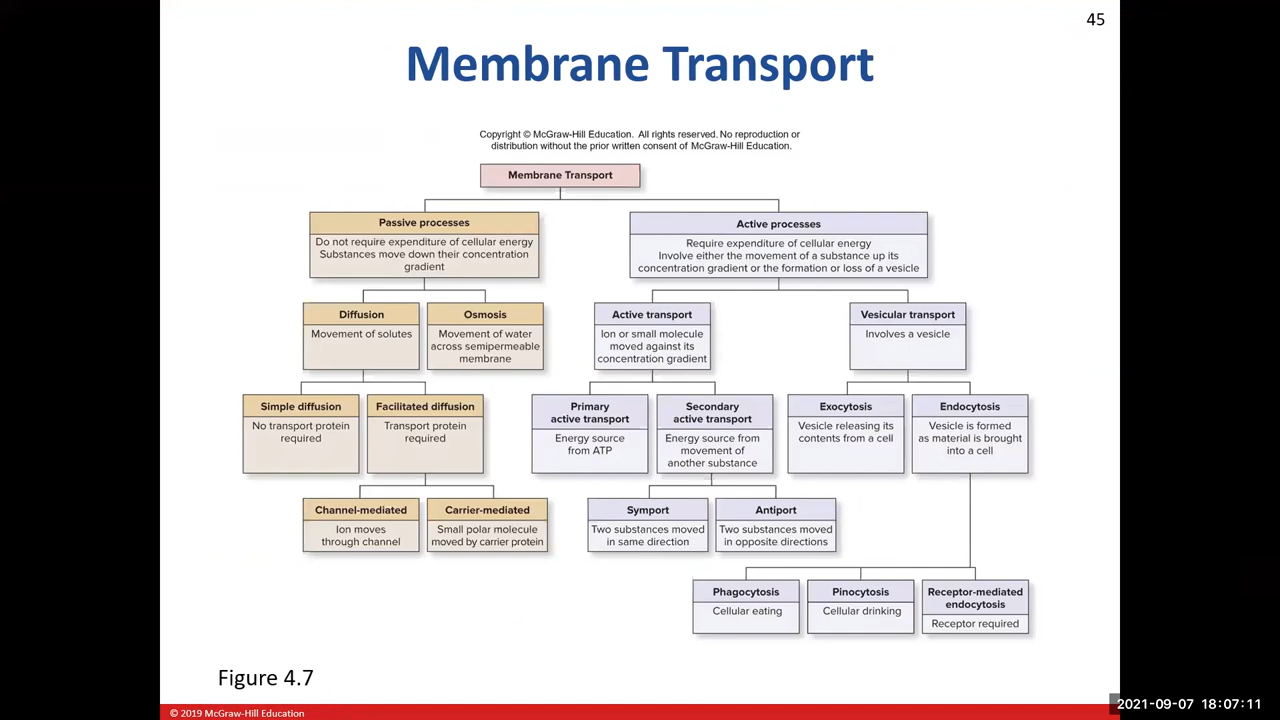 45
Membrane Transport
Copyright © McGraw-Hill Education. All rights reserved. No reproduction or
distribution without the prior written consent of McGraw-Hill Education.
Membrane Transport
Passive processes
Do not require expenditure of cellular energy
Substances move down their concentration
gradient
Active processes
Require expenditure of cellular energy
Involve either the movement of a substance up its
concentration gradient or the formation or loss of a vesicle
Diffusion
Movement of solutes
Osmosis
Movement of water
across semipermeable
membrane
Active transport
Ion or small molecule
moved against its
concentration gradient
Vesicular transport
Involves a vesicle
Simple diffusion
No transport protein
required
Facilitated diffusion
Transport protein
required
Primary
active transport
Energy source
from ATP
Secondary
active transport
Energy source from
movement of
another substance
Exocytosis
Vesicle releasing its
contents from a cell
Endocytosis
Vesicle is formed
as material is brought
into a cell
Channel-mediated
Ion moves
through channel
Carrier-mediated
Small polar molecule
moved by carrier protein
Symport
Two substances moved
in same direction
Antiport
Two substances moved
in opposite directions
Phagocytosis
Cellular eating
Pinocytosis
Cellular drinking
Receptor-mediated
endocytosis
Receptor required
Figure 4.7
© 2019 McGraw-Hill Education
2021-09-07 18:07:11